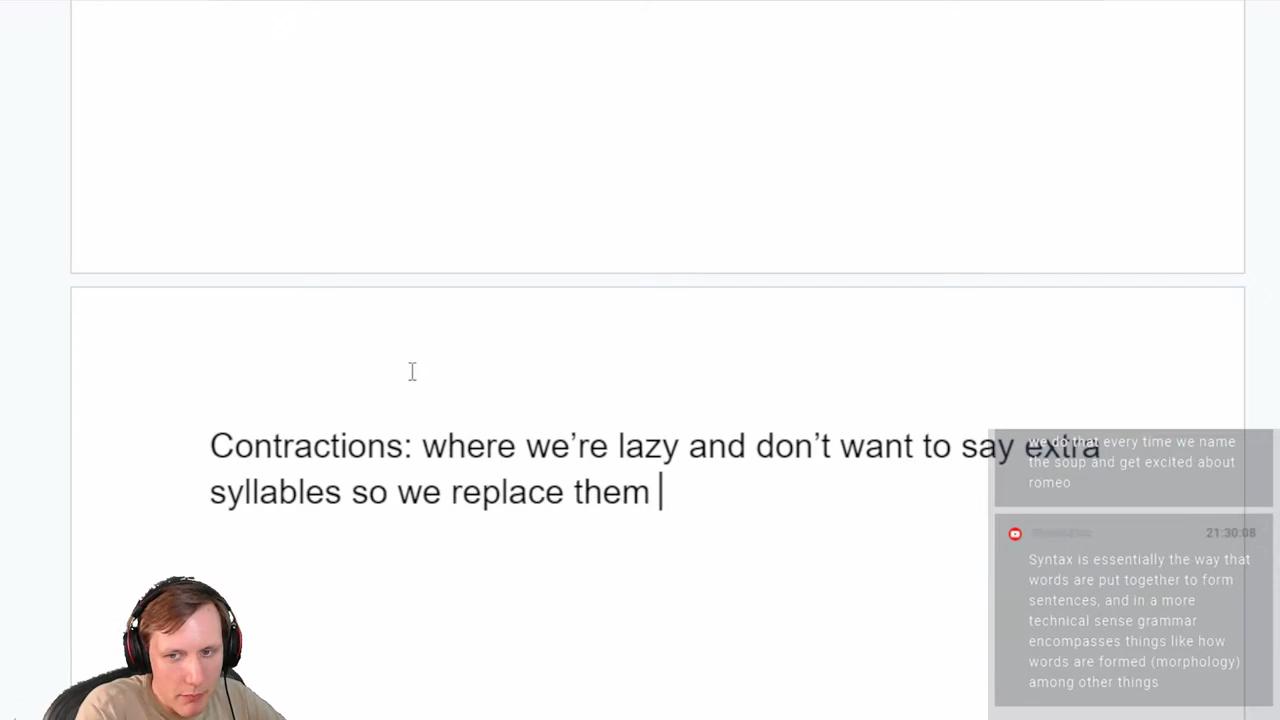 Contractions: where we’re lazy and don’t want to say extra
syllables so we replace them
we do that every time we name
the soup and get excited about
romeo
21:30:08
Syntax is essentially the way that
words are put together to form
sentences, and in a more
technical sense grammar
encompasses things like how
words are formed (morphology)
among other things